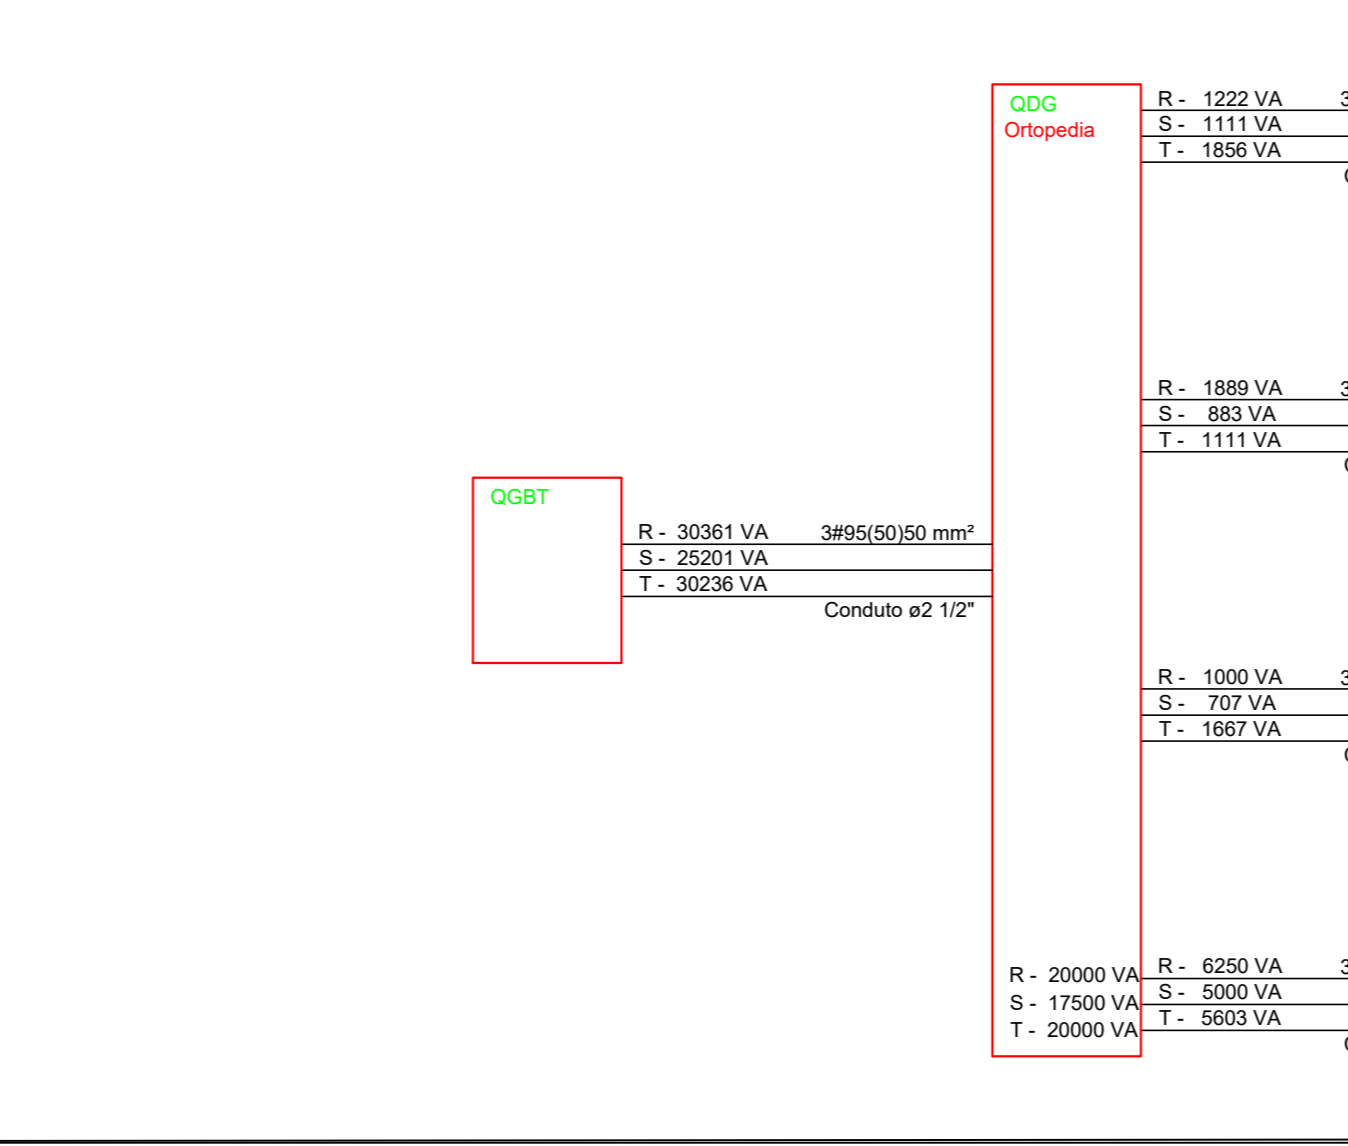 QGBT
R - 30361 VA 3#95(50)50 mm²
S - 25201 VA
T - 30236 VA
Conduto ø2 1/2"
QDG
Ortopedia
R - 20000 VA
S - 17500 VA
T - 20000 VA
R - 1222 VA
S - 1111 VA
T - 1856 VA
R - 1889 VA
S - 883 VA
T - 1111 VA
R - 1000 VA
S - 707 VA
T - 1667 VA
R - 6250 VA
S - 5000 VA
T - 5603 VA